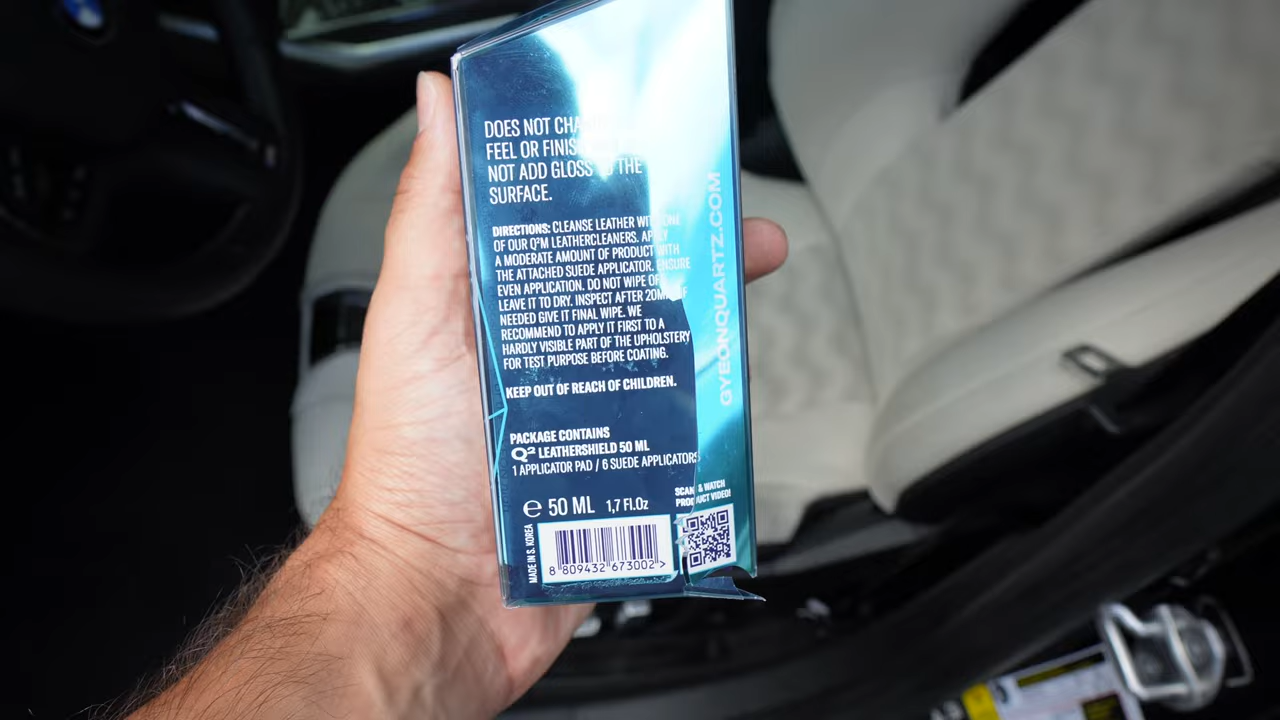 DOES NOT
FEEL OR
NOT ADD GLOSS THE
SURFACE.
DIRECTIONS: CLEANSE LEATHER WITH ONE
OF OUR Q²M LEATHERCLEANERS. APPLY
A MODERATE AMOUNT OF PRODUCT WITH
THE ATTACHED SUEDE APPLICATOR. ENSURE
EVEN APPLICATION. DO NOT WIPE
LEAVE IT TO DRY. INSPECT AFTER
NEEDED GIVE IT FINAL WIPE. WE
RECOMMEND TO APPLY IT FIRST TO A
HARDLY VISIBLE PART OF THE UPHOLSTERY
FOR TEST PURPOSE BEFORE COATING.
KEEP OUT OF REACH OF CHILDREN.
PACKAGE CONTAINS
Q² LEATHERSHIELD 50 ML
1 APPLICATOR PAD / 6 SUEDE APPLICATORS
℮ 50 ML 1,7 Fl.Oz
SCAN & WATCH
PRODUCT VIDEO!
MADE IN S. KOREA
8 809432 673002 >
GYEONQUARTZ.COM